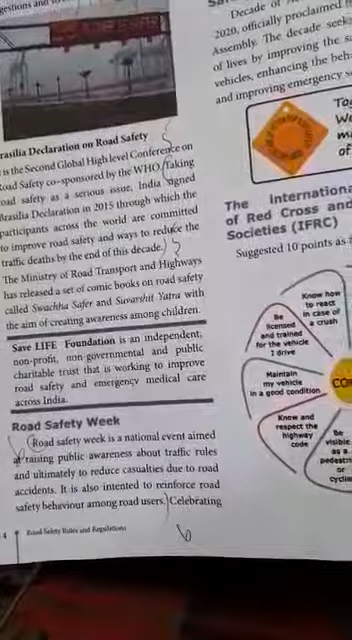 gestions and
Brasilia Declaration on Road Safety
is the Second Global High level Conference on
Road Safety co-sponsored by the WHO. Taking
road safety as a serious issue, India signed
Brasilia Declaration in 2015 through which the
participants across the world are committed
to improve road safety and ways to reduce the
traffic deaths by the end of this decade.
The Ministry of Road Transport and Highways
has released a set of comic books on road safety
called Swachha Safer and Suvarshit Yatra with
the aim of creating awareness among children.
Save LIFE Foundation is an independent,
non-profit, non-governmental and public
charitable trust that is working to improve
road safety and emergency medical care
across India.
Road Safety Week
Road safety week is a national event aimed
at raising public awareness about traffic rules
and ultimately to reduce casualties due to road
accidents. It is also intended to reinforce road
safety behaviour among road users. Celebrating
4 Road Safety Rules and Regulations
Decade of
2020, officially proclaimed
Assembly. The decade seek
of lives by improving the
vehicles, enhancing the beh
and improving emergency s
The International
of Red Cross and
Societies (IFRC)
Suggested 10 points as
Know how
to react
in case of
a crush
Be
licensed
and trained
for the vehicle
I drive
Maintain
my vehicle
in a good condition
Know and
respect the
highway
code
Be
visible
as a
pedestri
or
cyclis